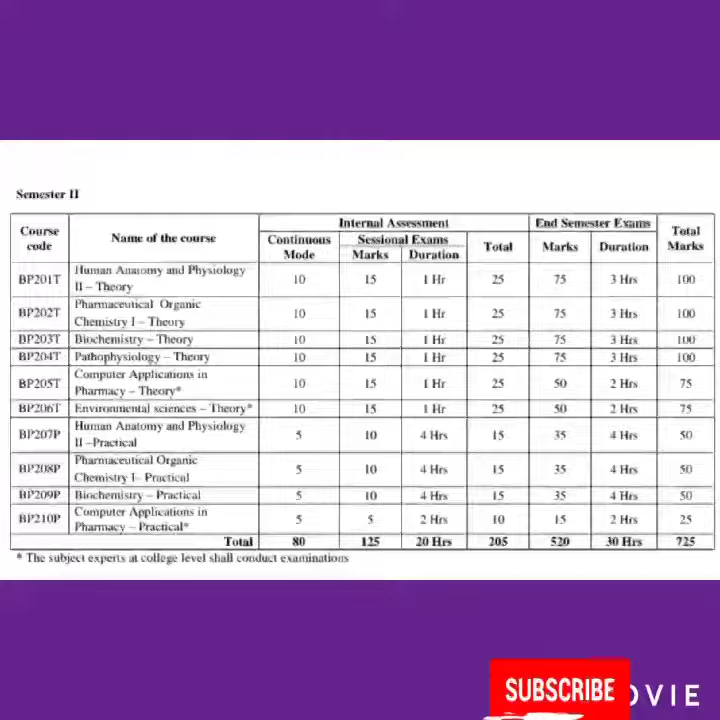 Semester II
Course code | Name of the course | Internal Assessment | End Semester Exams | Total Marks
Continuous Mode | Sessional Exams | Total | Marks | Duration
Marks | Duration
BP201T | Human Anatomy and Physiology II – Theory | 10 | 15 | 1 Hr | 25 | 75 | 3 Hrs | 100
BP202T | Pharmaceutical Organic Chemistry I – Theory | 10 | 15 | 1 Hr | 25 | 75 | 3 Hrs | 100
BP203T | Biochemistry – Theory | 10 | 15 | 1 Hr | 25 | 75 | 3 Hrs | 100
BP204T | Pathophysiology – Theory | 10 | 15 | 1 Hr | 25 | 75 | 3 Hrs | 100
BP205T | Computer Applications in Pharmacy – Theory* | 10 | 15 | 1 Hr | 25 | 50 | 2 Hrs | 75
BP206T | Environmental sciences – Theory* | 10 | 15 | 1 Hr | 25 | 50 | 2 Hrs | 75
BP207P | Human Anatomy and Physiology II –Practical | 5 | 10 | 4 Hrs | 15 | 35 | 4 Hrs | 50
BP208P | Pharmaceutical Organic Chemistry I– Practical | 5 | 10 | 4 Hrs | 15 | 35 | 4 Hrs | 50
BP209P | Biochemistry – Practical | 5 | 10 | 4 Hrs | 15 | 35 | 4 Hrs | 50
BP210P | Computer Applications in Pharmacy – Practical* | 5 | 5 | 2 Hrs | 10 | 15 | 2 Hrs | 25
Total | 80 | 125 | 20 Hrs | 205 | 520 | 30 Hrs | 725
* The subject experts at college level shall conduct examinations
SUBSCRIBE